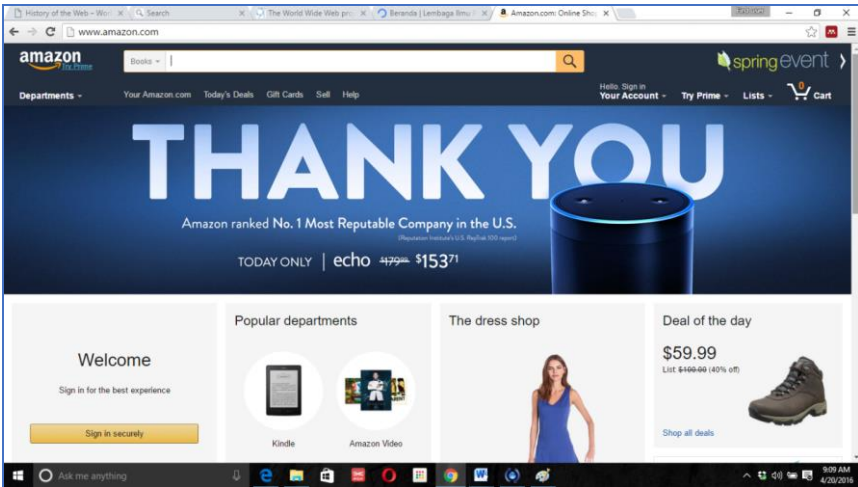 History of the Web – Wor
Search
The World Wide Web pro
Beranda | Lembaga Ilmu
Amazon.com: Online Sho
www.amazon.com
amazon
Try Prime
Books
spring event
Departments
Your Amazon.com Today's Deals Gift Cards Sell Help
Hello. Sign in
Your Account
Try Prime
Lists
0
Cart
THANK YOU
Amazon ranked No. 1 Most Reputable Company in the U.S.
(Reputation Institute's U.S. RepTrak 100 report)
TODAY ONLY | echo $179.99 $153.71
Welcome
Sign in for the best experience
Sign in securely
Popular departments
Kindle
Amazon Video
The dress shop
Deal of the day
$59.99
List: $100.00 (40% off)
Shop all deals
Ask me anything
9:09 AM
4/20/2016